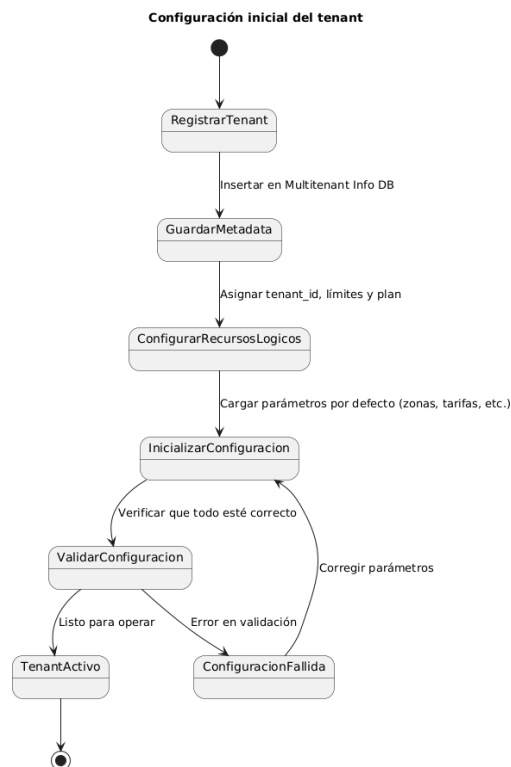 Configuración inicial del tenant
RegistrarTenant
Insertar en Multitenant Info DB
GuardarMetadata
Asignar tenant_id, límites y plan
ConfigurarRecursosLogicos
Cargar parámetros por defecto (zonas, tarifas, etc.)
InicializarConfiguracion
Verificar que todo esté correcto
Corregir parámetros
ValidarConfiguracion
Listo para operar
Error en validación
TenantActivo
ConfiguracionFallida